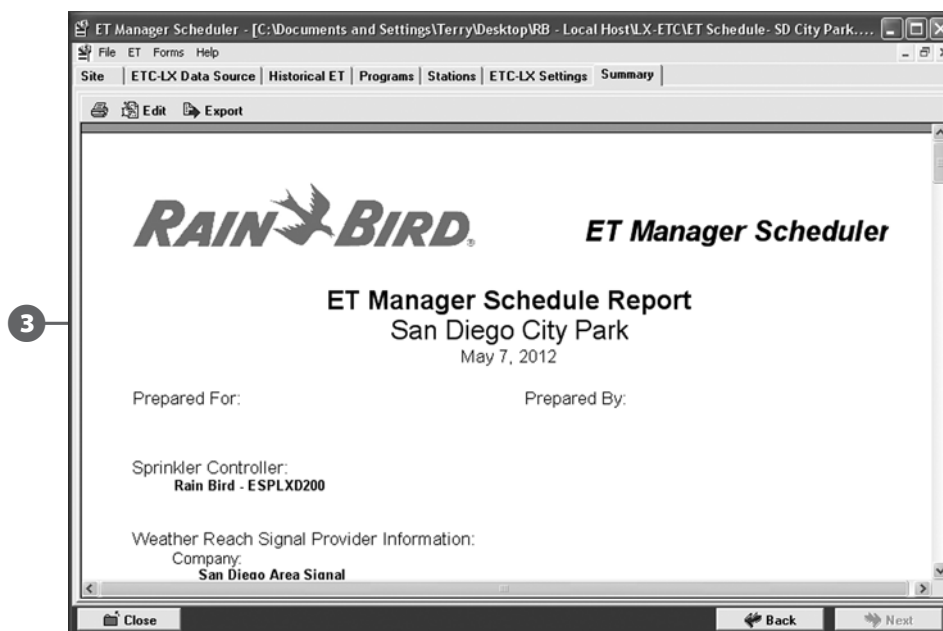 ET Manager Scheduler - [C:\Documents and Settings\Terry\Desktop\RB - Local Host\LX-ETC\ET Schedule- SD City Park....
File ET Forms Help
Site ETC-LX Data Source Historical ET Programs Stations ETC-LX Settings Summary
Edit Export
RAIN BIRD®
ET Manager Scheduler
ET Manager Schedule Report
San Diego City Park
May 7, 2012
3
Prepared For: Prepared By:
Sprinkler Controller:
Rain Bird - ESPLXD200
Weather Reach Signal Provider Information:
Company:
San Diego Area Signal
Close Back Next